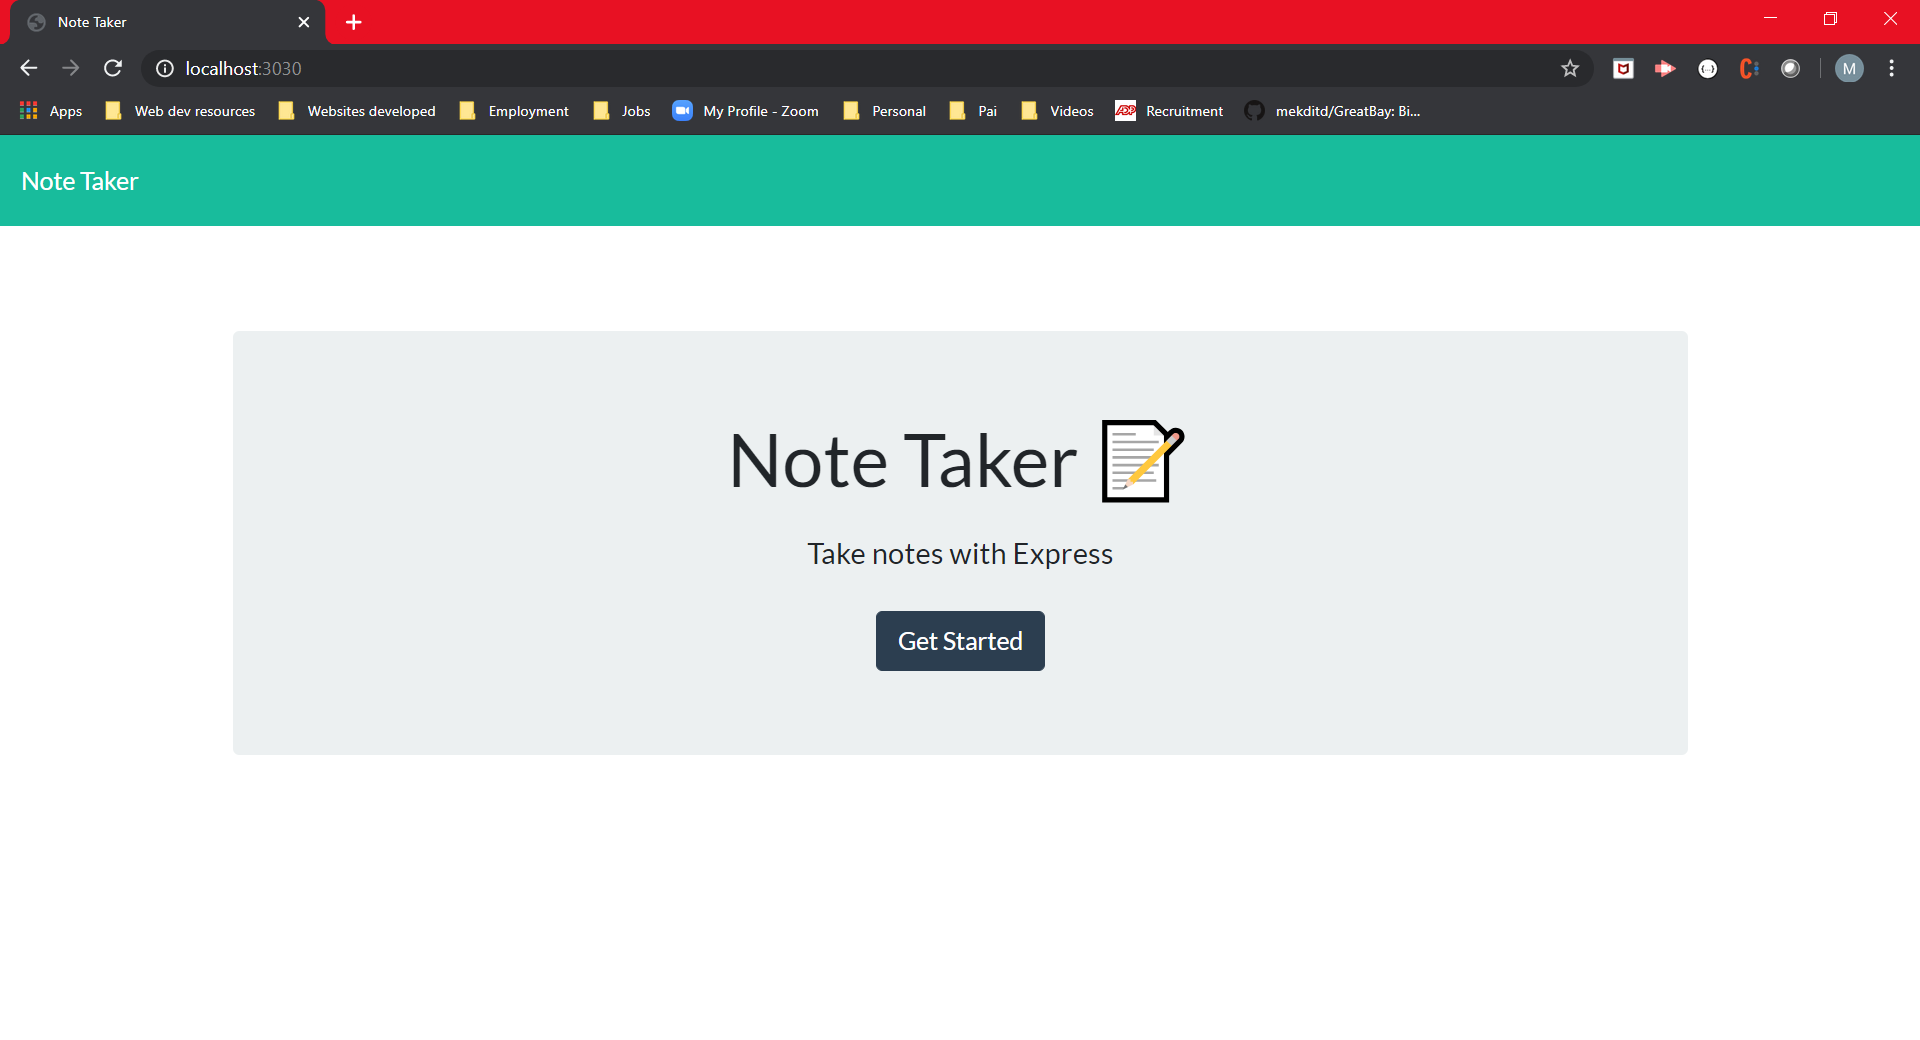 Note Taker
localhost:3030
M
Apps Web dev resources Websites developed Employment Jobs My Profile - Zoom Personal Pai Videos ADP Recruitment mekditd/GreatBay: Bi...
Note Taker
Note Taker
Take notes with Express
Get Started